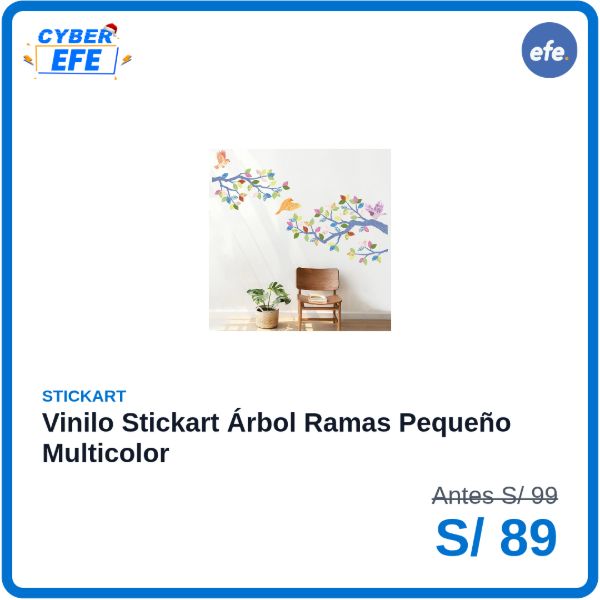 CYBER
EFE
efe.
STICKART
Vinilo Stickart Árbol Ramas Pequeño
Multicolor
Antes S/ 99
S/ 89